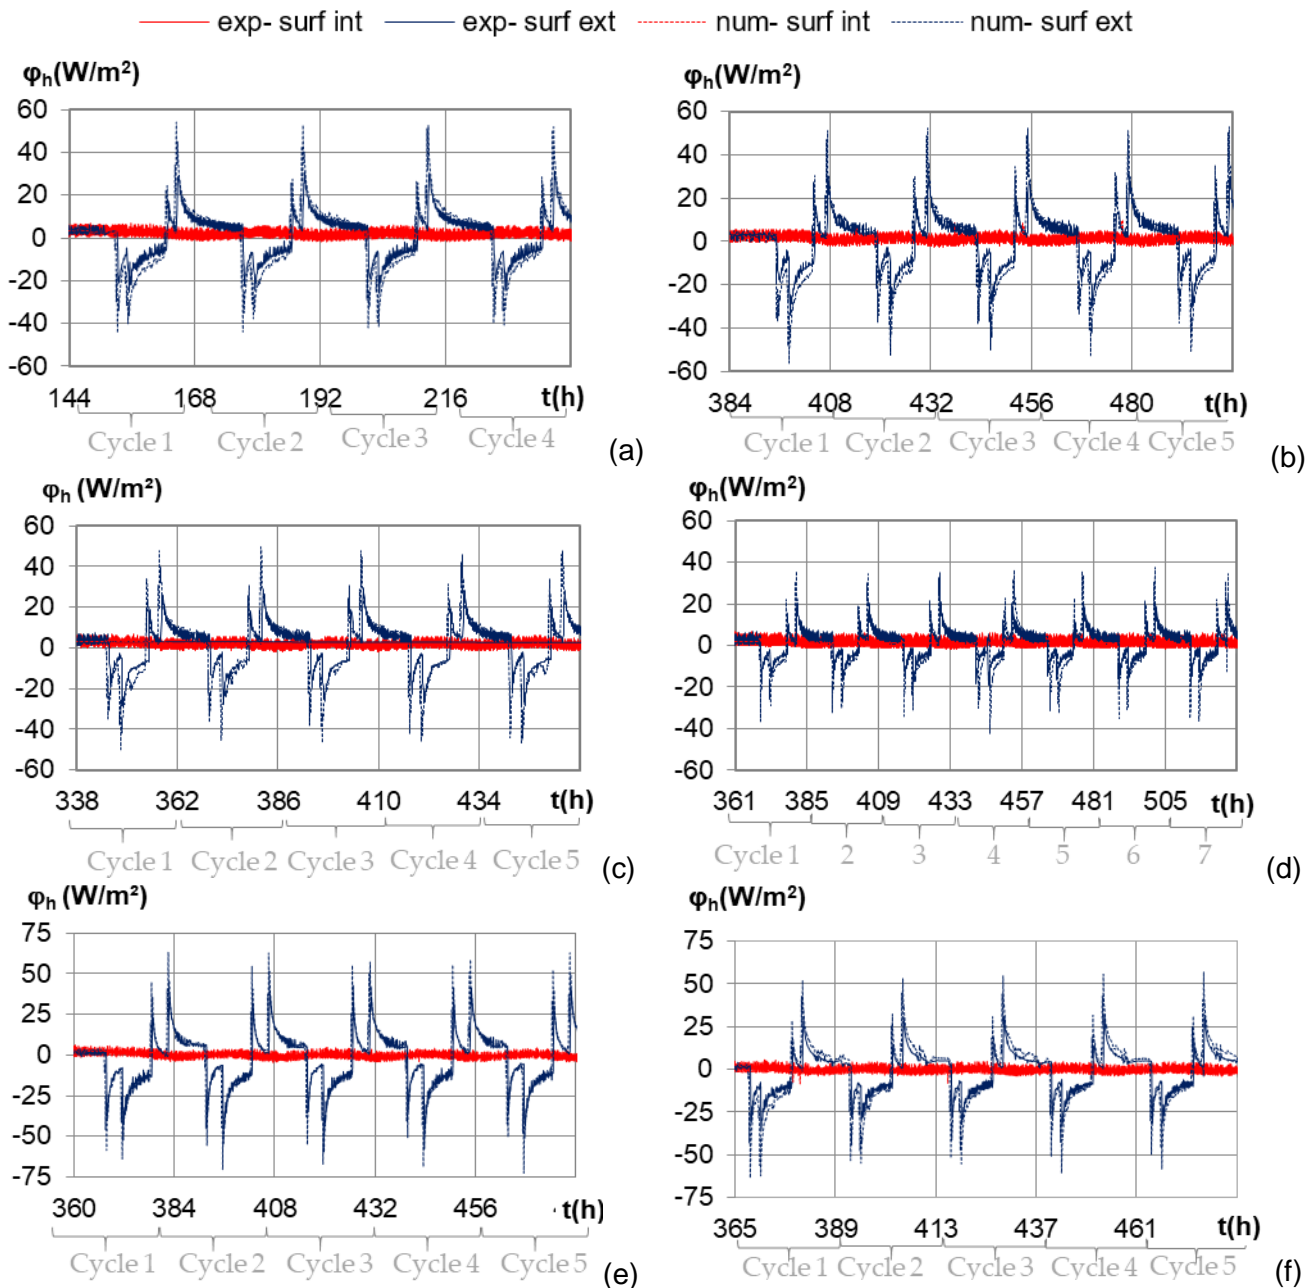 exp- surf int exp- surf ext num- surf int num- surf ext
φh(W/m²)
60
40
20
0
-20
-40
-60
144 168 192 216 t(h)
Cycle 1 Cycle 2 Cycle 3 Cycle 4
(a)
φh(W/m²)
60
40
20
0
-20
-40
-60
384 408 432 456 480 t(h)
Cycle 1 Cycle 2 Cycle 3 Cycle 4 Cycle 5
(b)
φh (W/m²)
60
40
20
0
-20
-40
-60
338 362 386 410 434 t(h)
Cycle 1 Cycle 2 Cycle 3 Cycle 4 Cycle 5
(c)
φh(W/m²)
60
40
20
0
-20
-40
-60
361 385 409 433 457 481 505 t(h)
Cycle 1 2 3 4 5 6 7
(d)
φh (W/m²)
75
50
25
0
-25
-50
-75
360 384 408 432 456 t(h)
Cycle 1 Cycle 2 Cycle 3 Cycle 4 Cycle 5
(e)
φh(W/m²)
75
50
25
0
-25
-50
-75
365 389 413 437 461 t(h)
Cycle 1 Cycle 2 Cycle 3 Cycle 4 Cycle 5
(f)